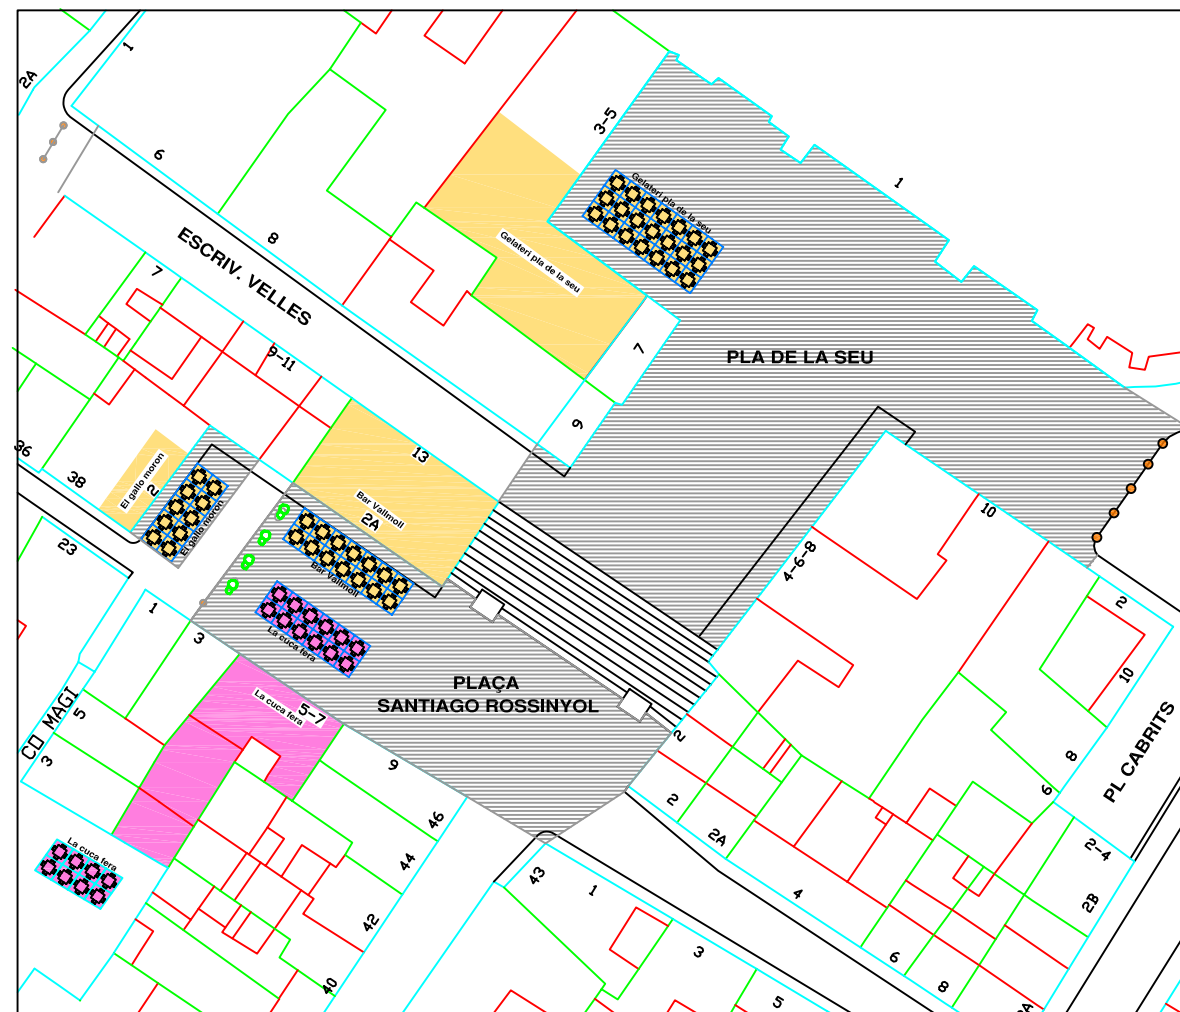 1
2A
3-5
6
1
Gelateri pla de la seu
8
ESCRIV. VELLES
Gelateri pla de la seu
7
7
PLA DE LA SEU
9-11
9
36
13
El gallo moron
2
38
Bar Vallmoll
2A
10
El gallo moron
23
4-6-8
Bar Vallmoll
1
2
3
La cuca fera
10
PLAÇA
SANTIAGO ROSSINYOL
La cuca fera
5-7
5
CO MAGI
3
2
PL CABRITS
8
9
6
2
46
2A
2-4
La cuca fera
44
43
1
4
2B
42
3
6
40
5
8